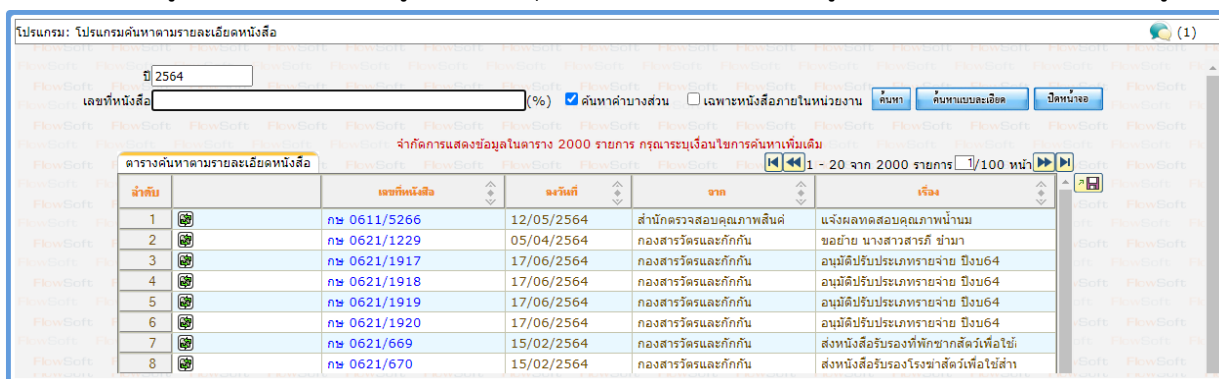 โปรแกรม: โปรแกรมค้นหาตามรายละเอียดหนังสือ (1)
ปี 2564
เลขที่หนังสือ (%) ค้นหาคำบางส่วน เฉพาะหนังสือภายในหน่วยงาน ค้นหา ค้นหาแบบละเอียด ปิดหน้าจอ
จำกัดการแสดงข้อมูลในตาราง 2000 รายการ กรุณาระบุเงื่อนไขการค้นหาเพิ่มเติม
ตารางค้นหาตามรายละเอียดหนังสือ 1 - 20 จาก 2000 รายการ 1/100 หน้า
ลำดับ เลขที่หนังสือ ลงวันที่ จาก เรื่อง
1 กษ 0611/5266 12/05/2564 สำนักตรวจสอบคุณภาพสินค้ แจ้งผลทดสอบคุณภาพน้ำนม
2 กษ 0621/1229 05/04/2564 กองสารวัตรและกักกัน ขอย้าย นางสาวสารภี ขำมา
3 กษ 0621/1917 17/06/2564 กองสารวัตรและกักกัน อนุมัติปรับประเภทรายจ่าย ปีงบ64
4 กษ 0621/1918 17/06/2564 กองสารวัตรและกักกัน อนุมัติปรับประเภทรายจ่าย ปีงบ64
5 กษ 0621/1919 17/06/2564 กองสารวัตรและกักกัน อนุมัติปรับประเภทรายจ่าย ปีงบ64
6 กษ 0621/1920 17/06/2564 กองสารวัตรและกักกัน อนุมัติปรับประเภทรายจ่าย ปีงบ64
7 กษ 0621/669 15/02/2564 กองสารวัตรและกักกัน ส่งหนังสือรับรองที่พักซากสัตว์เพื่อใช้
8 กษ 0621/670 15/02/2564 กองสารวัตรและกักกัน ส่งหนังสือรับรองโรงฆ่าสัตว์เพื่อใช้สำห